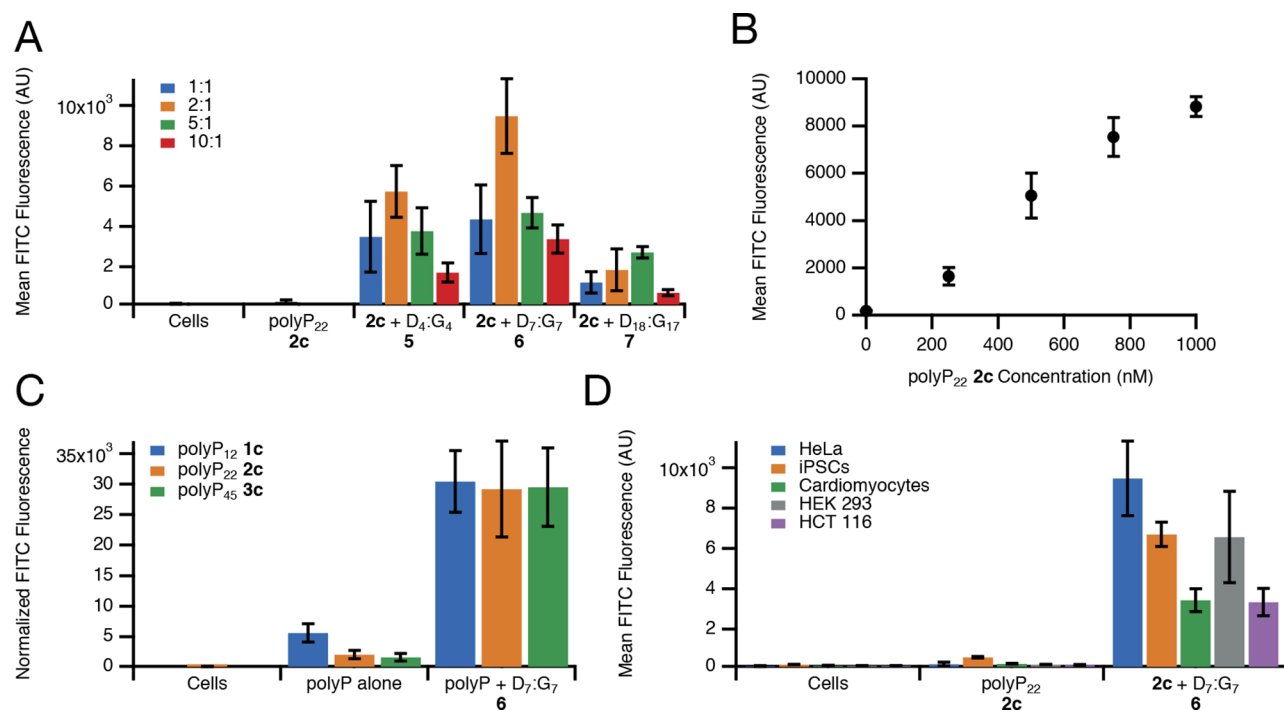 A
Mean FITC Fluorescence (AU)
10x10³
8
6
4
2
0
1:1
2:1
5:1
10:1
Cells
polyP₂₂
2c
2c + D₄:G₄
5
2c + D₇:G₇
6
2c + D₁₈:G₁₇
7
B
Mean FITC Fluorescence (AU)
10000
8000
6000
4000
2000
0
0 200 400 600 800 1000
polyP₂₂ 2c Concentration (nM)
C
Normalized FITC Fluorescence
35x10³
30
25
20
15
10
5
0
polyP₁₂ 1c
polyP₂₂ 2c
polyP₄₅ 3c
Cells
polyP alone
polyP + D₇:G₇
6
D
Mean FITC Fluorescence (AU)
10x10³
8
6
4
2
0
HeLa
iPSCs
Cardiomyocytes
HEK 293
HCT 116
Cells
polyP₂₂
2c
2c + D₇:G₇
6